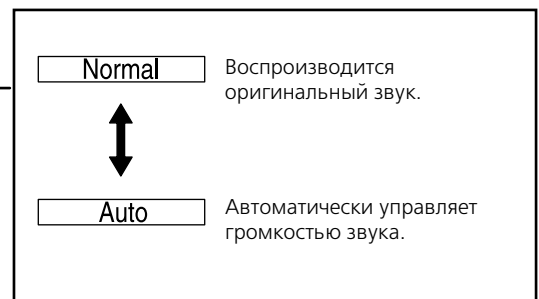 Normal
Воспроизводится
оригинальный звук.
Auto
Автоматически управляет
громкостью звука.